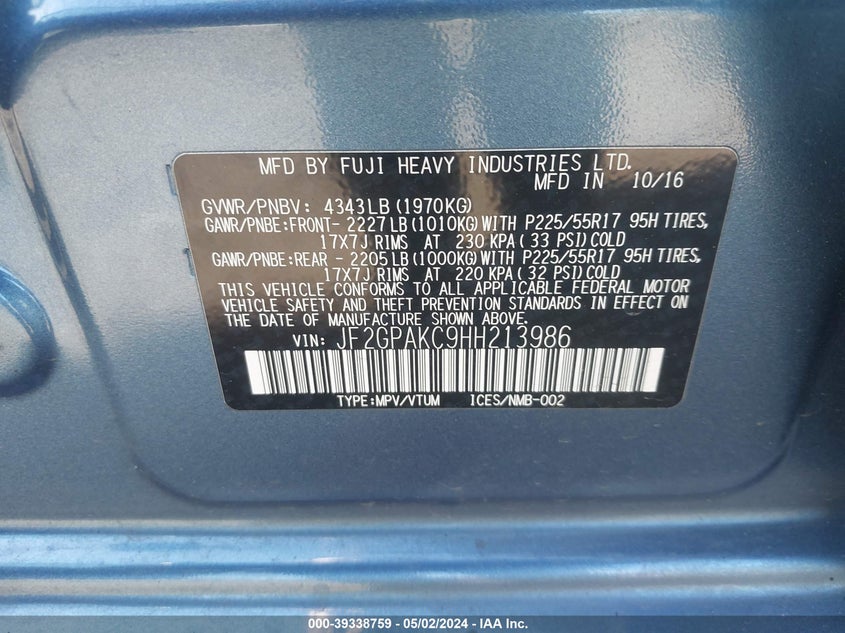 MFD BY FUJI HEAVY INDUSTRIES LTD.
MFD IN 10/16
GVWR/PNBV: 4343LB (1970KG)
GAWR/PNBE:FRONT- 2227LB (1010KG) WITH P225/55R17 95H TIRES,
17X7J RIMS AT 230 KPA ( 33 PSI) COLD
GAWR/PNBE:REAR - 2205LB (1000KG) WITH P225/55R17 95H TIRES,
17X7J RIMS AT 220 KPA ( 32 PSI) COLD
THIS VEHICLE CONFORMS TO ALL APPLICABLE FEDERAL MOTOR
VEHICLE SAFETY AND THEFT PREVENTION STANDARDS IN EFFECT ON
THE DATE OF MANUFACTURE SHOWN ABOVE.
VIN: JF2GPAKC9HH213986
TYPE:MPV/VTUM ICES/NMB-002
000-39338759 - 05/02/2024 - IAA Inc.